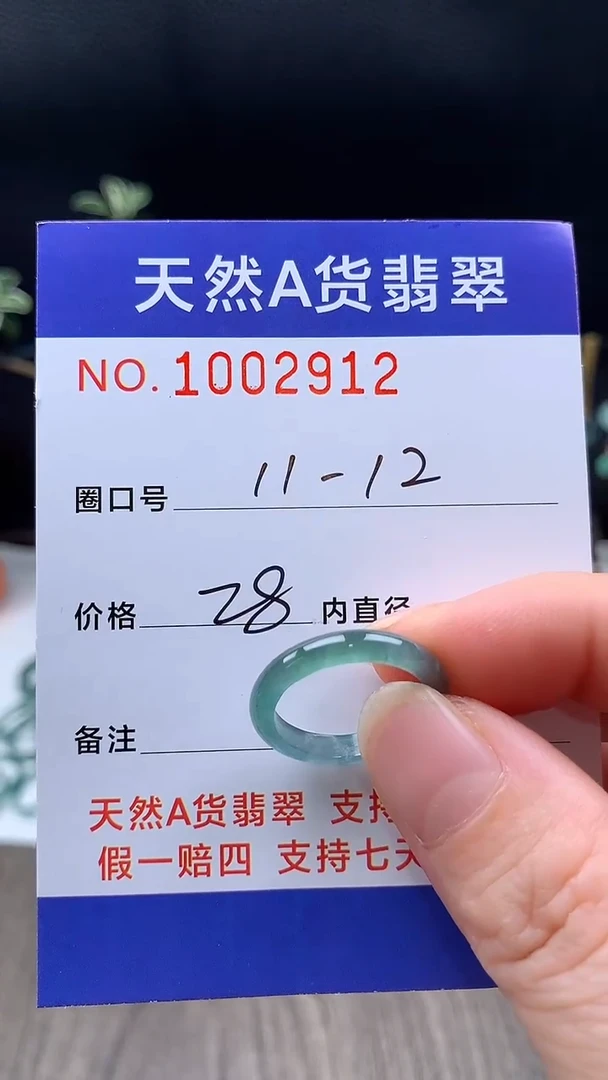 天然A货翡翠
NO. 1002912
圈口号 11-12
价格 28 内直径
备注
天然A货翡翠 支持
假一赔四 支持七天